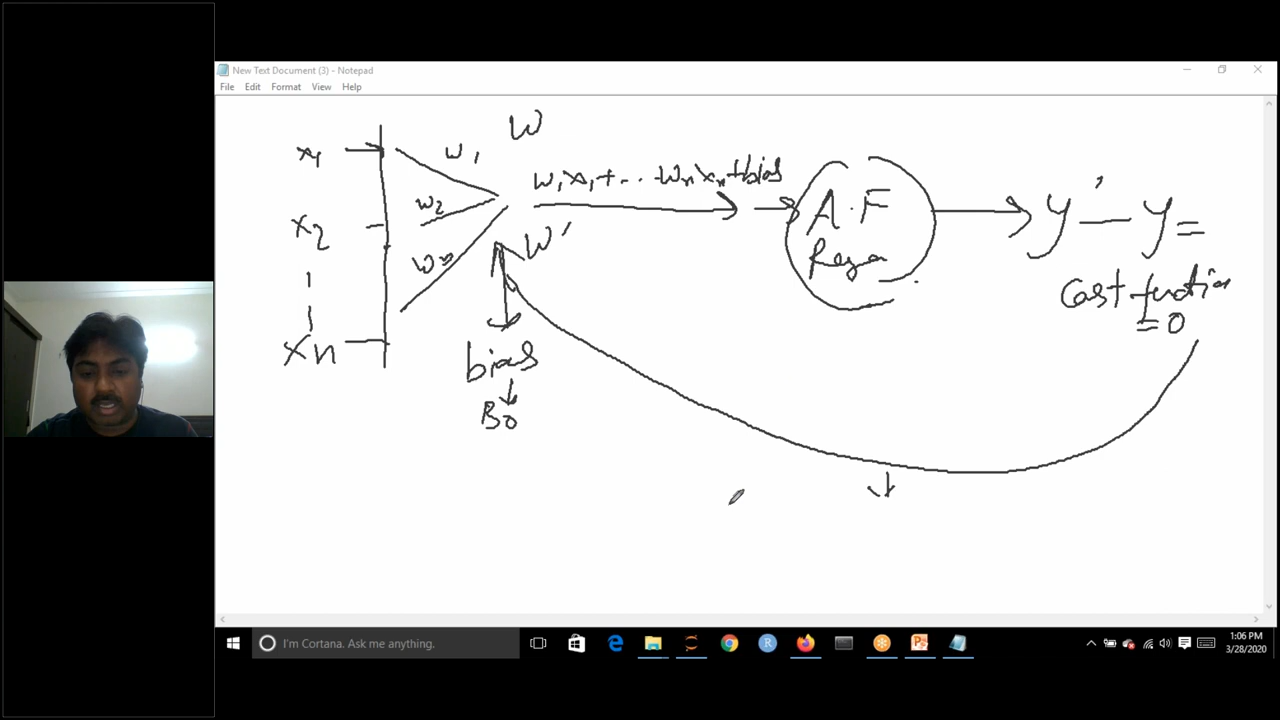 New Text Document (3) - Notepad
File Edit Format View Help
W
x1 w1
w1x1+... wnxn+bias
w2
A.F
y' — y =
x2
wn
W'
Cost function
= 0
xn
bias
B0
I'm Cortana. Ask me anything.
1:06 PM
3/28/2020